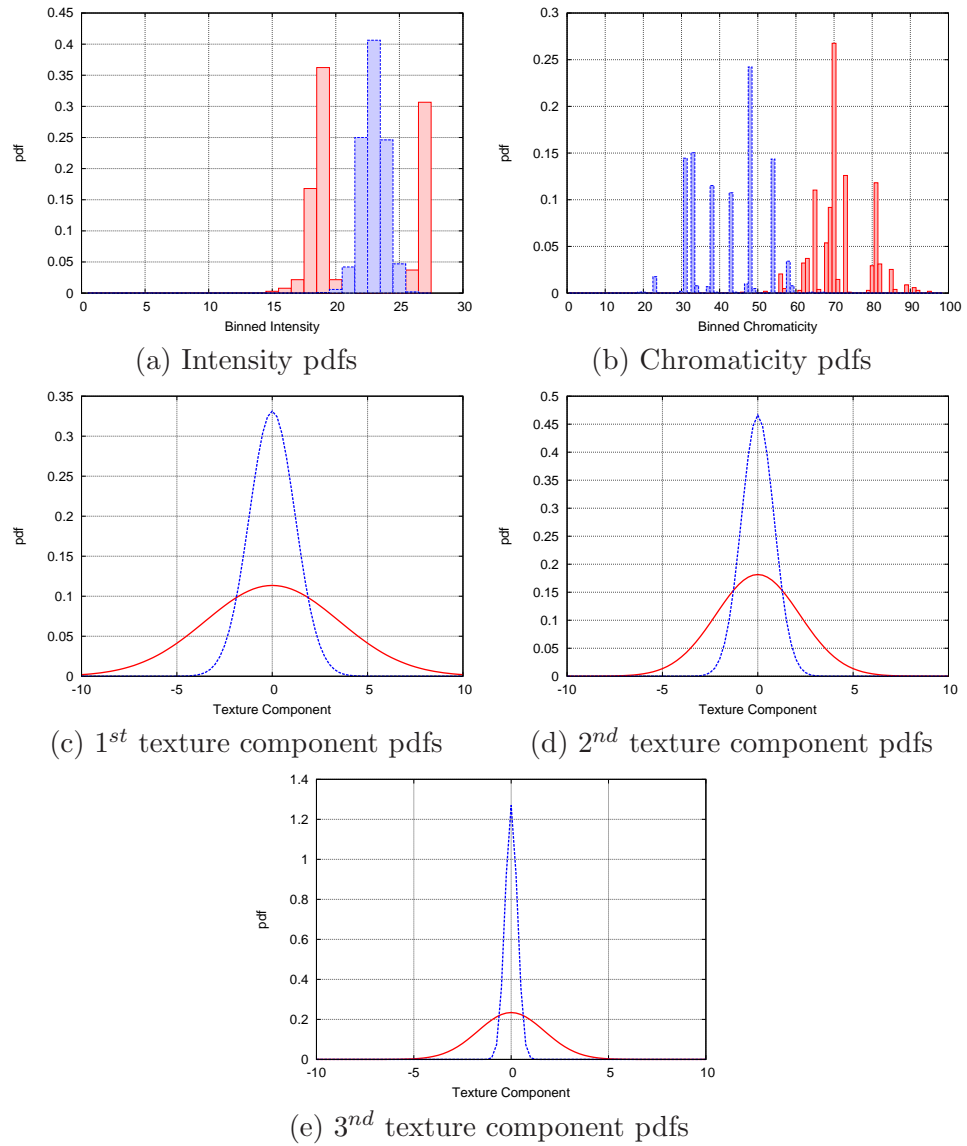 0.45
0.4
0.35
0.3
0.25
0.2
0.15
0.1
0.05
0
pdf
0 5 10 15 20 25 30
Binned Intensity
(a) Intensity pdfs
0.3
0.25
0.2
0.15
0.1
0.05
0
pdf
0 10 20 30 40 50 60 70 80 90 100
Binned Chromaticity
(b) Chromaticity pdfs
0.35
0.3
0.25
0.2
0.15
0.1
0.05
0
pdf
-10 -5 0 5 10
Texture Component
(c) 1st texture component pdfs
0.5
0.45
0.4
0.35
0.3
0.25
0.2
0.15
0.1
0.05
0
pdf
-10 -5 0 5 10
Texture Component
(d) 2nd texture component pdfs
1.4
1.2
1
0.8
0.6
0.4
0.2
0
pdf
-10 -5 0 5 10
Texture Component
(e) 3nd texture component pdfs